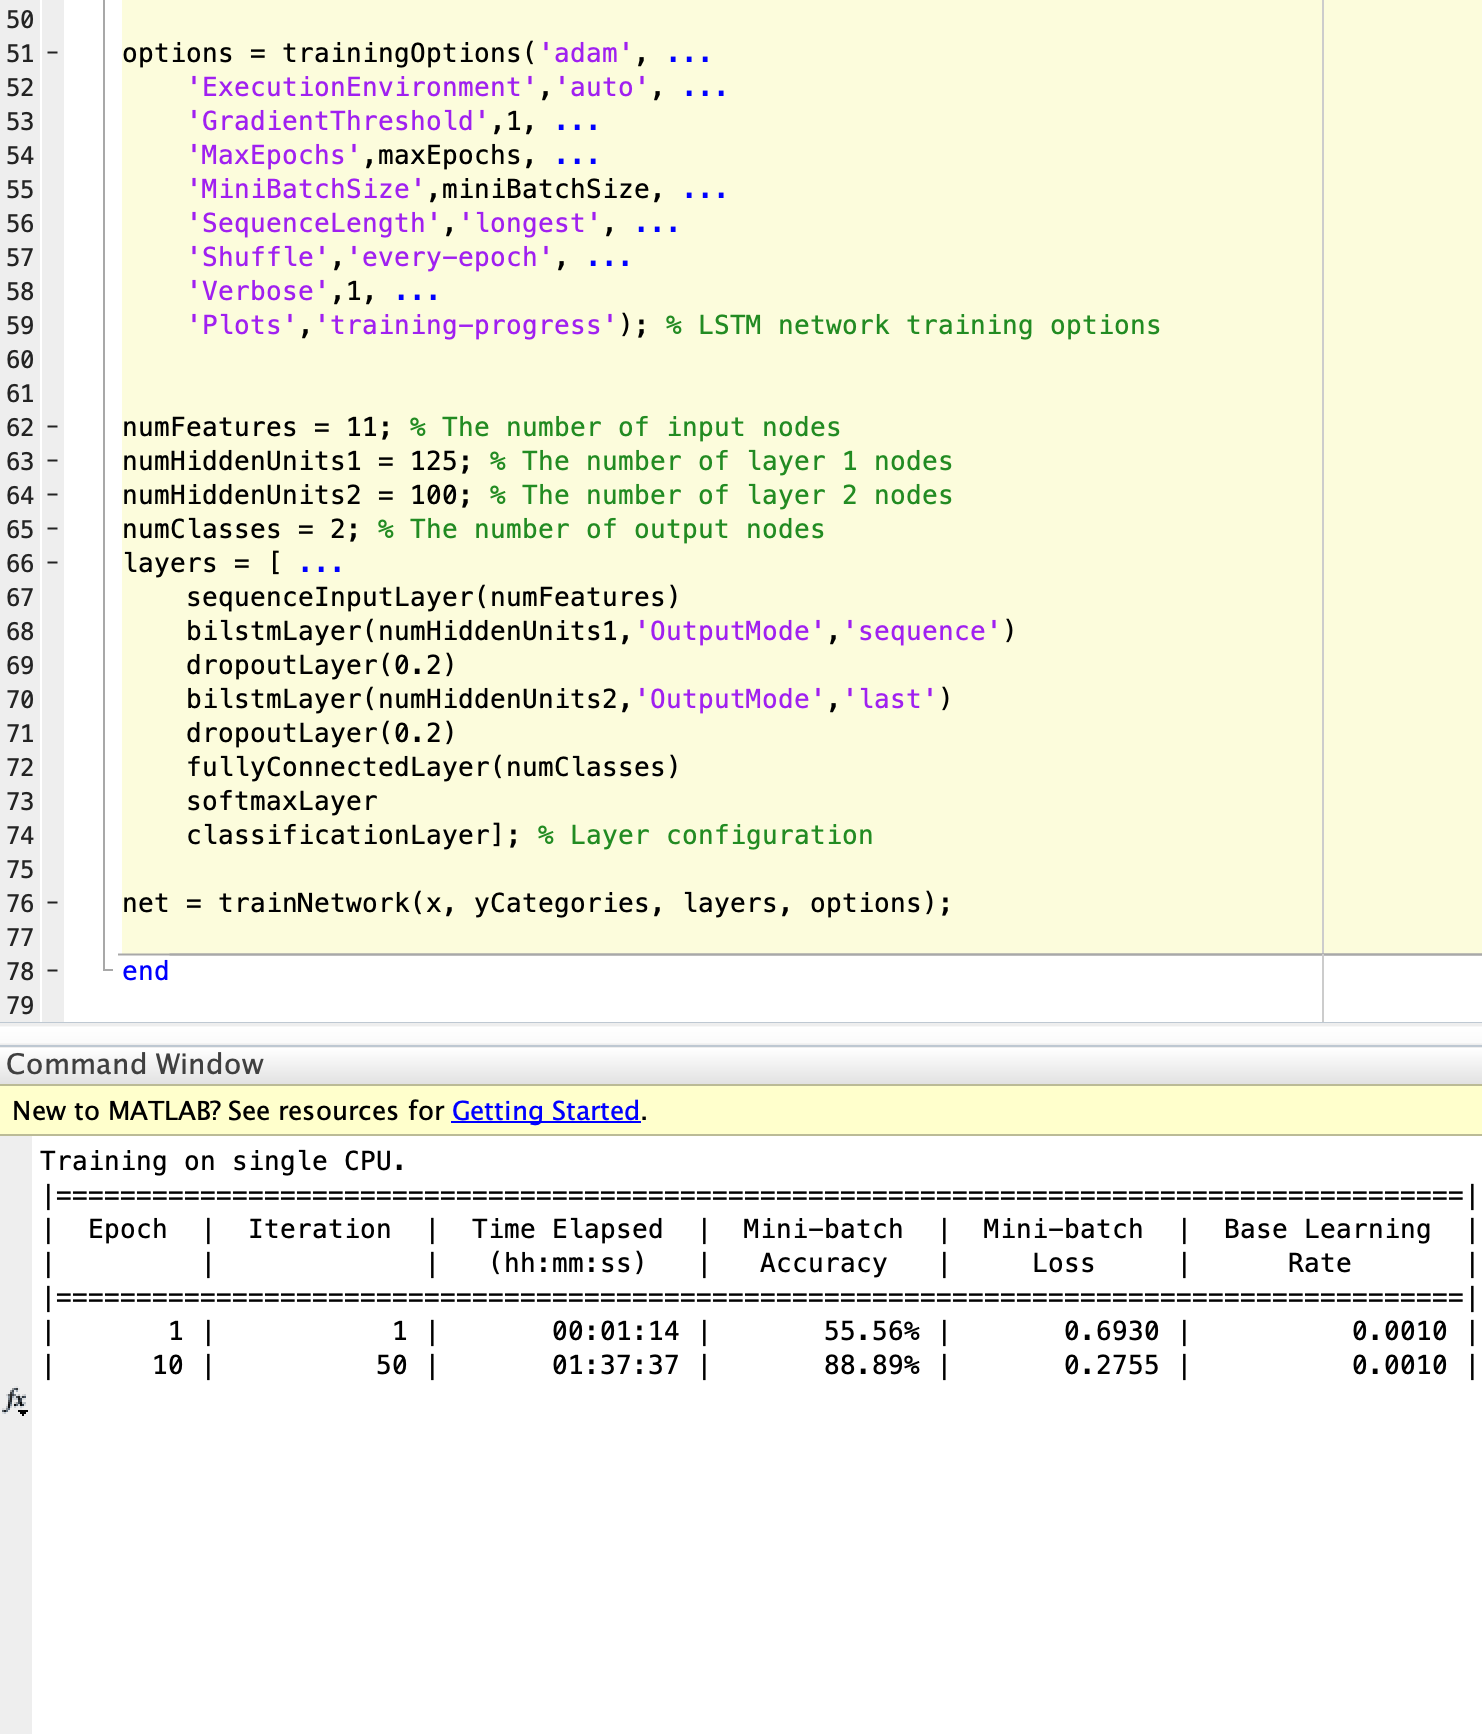 50
51 - options = trainingOptions('adam', ...
52 'ExecutionEnvironment','auto', ...
53 'GradientThreshold',1, ...
54 'MaxEpochs',maxEpochs, ...
55 'MiniBatchSize',miniBatchSize, ...
56 'SequenceLength','longest', ...
57 'Shuffle','every-epoch', ...
58 'Verbose',1, ...
59 'Plots','training-progress'); % LSTM network training options
60
61
62 - numFeatures = 11; % The number of input nodes
63 - numHiddenUnits1 = 125; % The number of layer 1 nodes
64 - numHiddenUnits2 = 100; % The number of layer 2 nodes
65 - numClasses = 2; % The number of output nodes
66 - layers = [ ...
67 sequenceInputLayer(numFeatures)
68 bilstmLayer(numHiddenUnits1,'OutputMode','sequence')
69 dropoutLayer(0.2)
70 bilstmLayer(numHiddenUnits2,'OutputMode','last')
71 dropoutLayer(0.2)
72 fullyConnectedLayer(numClasses)
73 softmaxLayer
74 classificationLayer]; % Layer configuration
75
76 - net = trainNetwork(x, yCategories, layers, options);
77
78 - end
79
Command Window
New to MATLAB? See resources for Getting Started.
Training on single CPU.
|========================================================================================|
| Epoch | Iteration | Time Elapsed | Mini-batch | Mini-batch | Base Learning |
| | | (hh:mm:ss) | Accuracy | Loss | Rate |
|========================================================================================|
| 1 | 1 | 00:01:14 | 55.56% | 0.6930 | 0.0010 |
| 10 | 50 | 01:37:37 | 88.89% | 0.2755 | 0.0010 |
fx